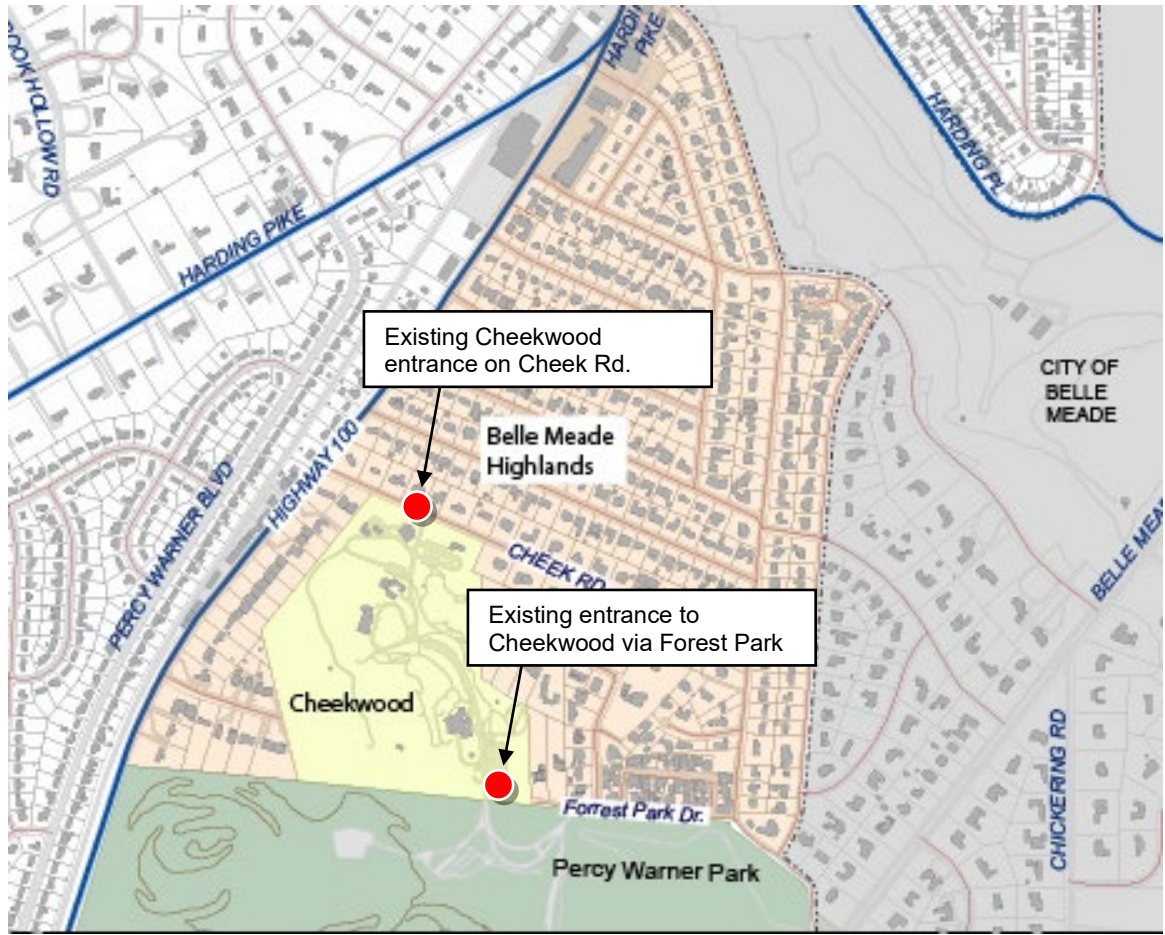 HARDING
PIKE
BROOKHOLLOW RD
HARDING PL
HARDING PIKE
Existing Cheekwood
entrance on Cheek Rd.
CITY OF
BELLE
MEADE
Belle Meade
Highlands
HIGHWAY 100
PERCY WARNER BLVD
CHEEK RD
BELLE MEA
Existing entrance to
Cheekwood via Forest Park
Cheekwood
CHICKERING RD
Forrest Park Dr.
Percy Warner Park